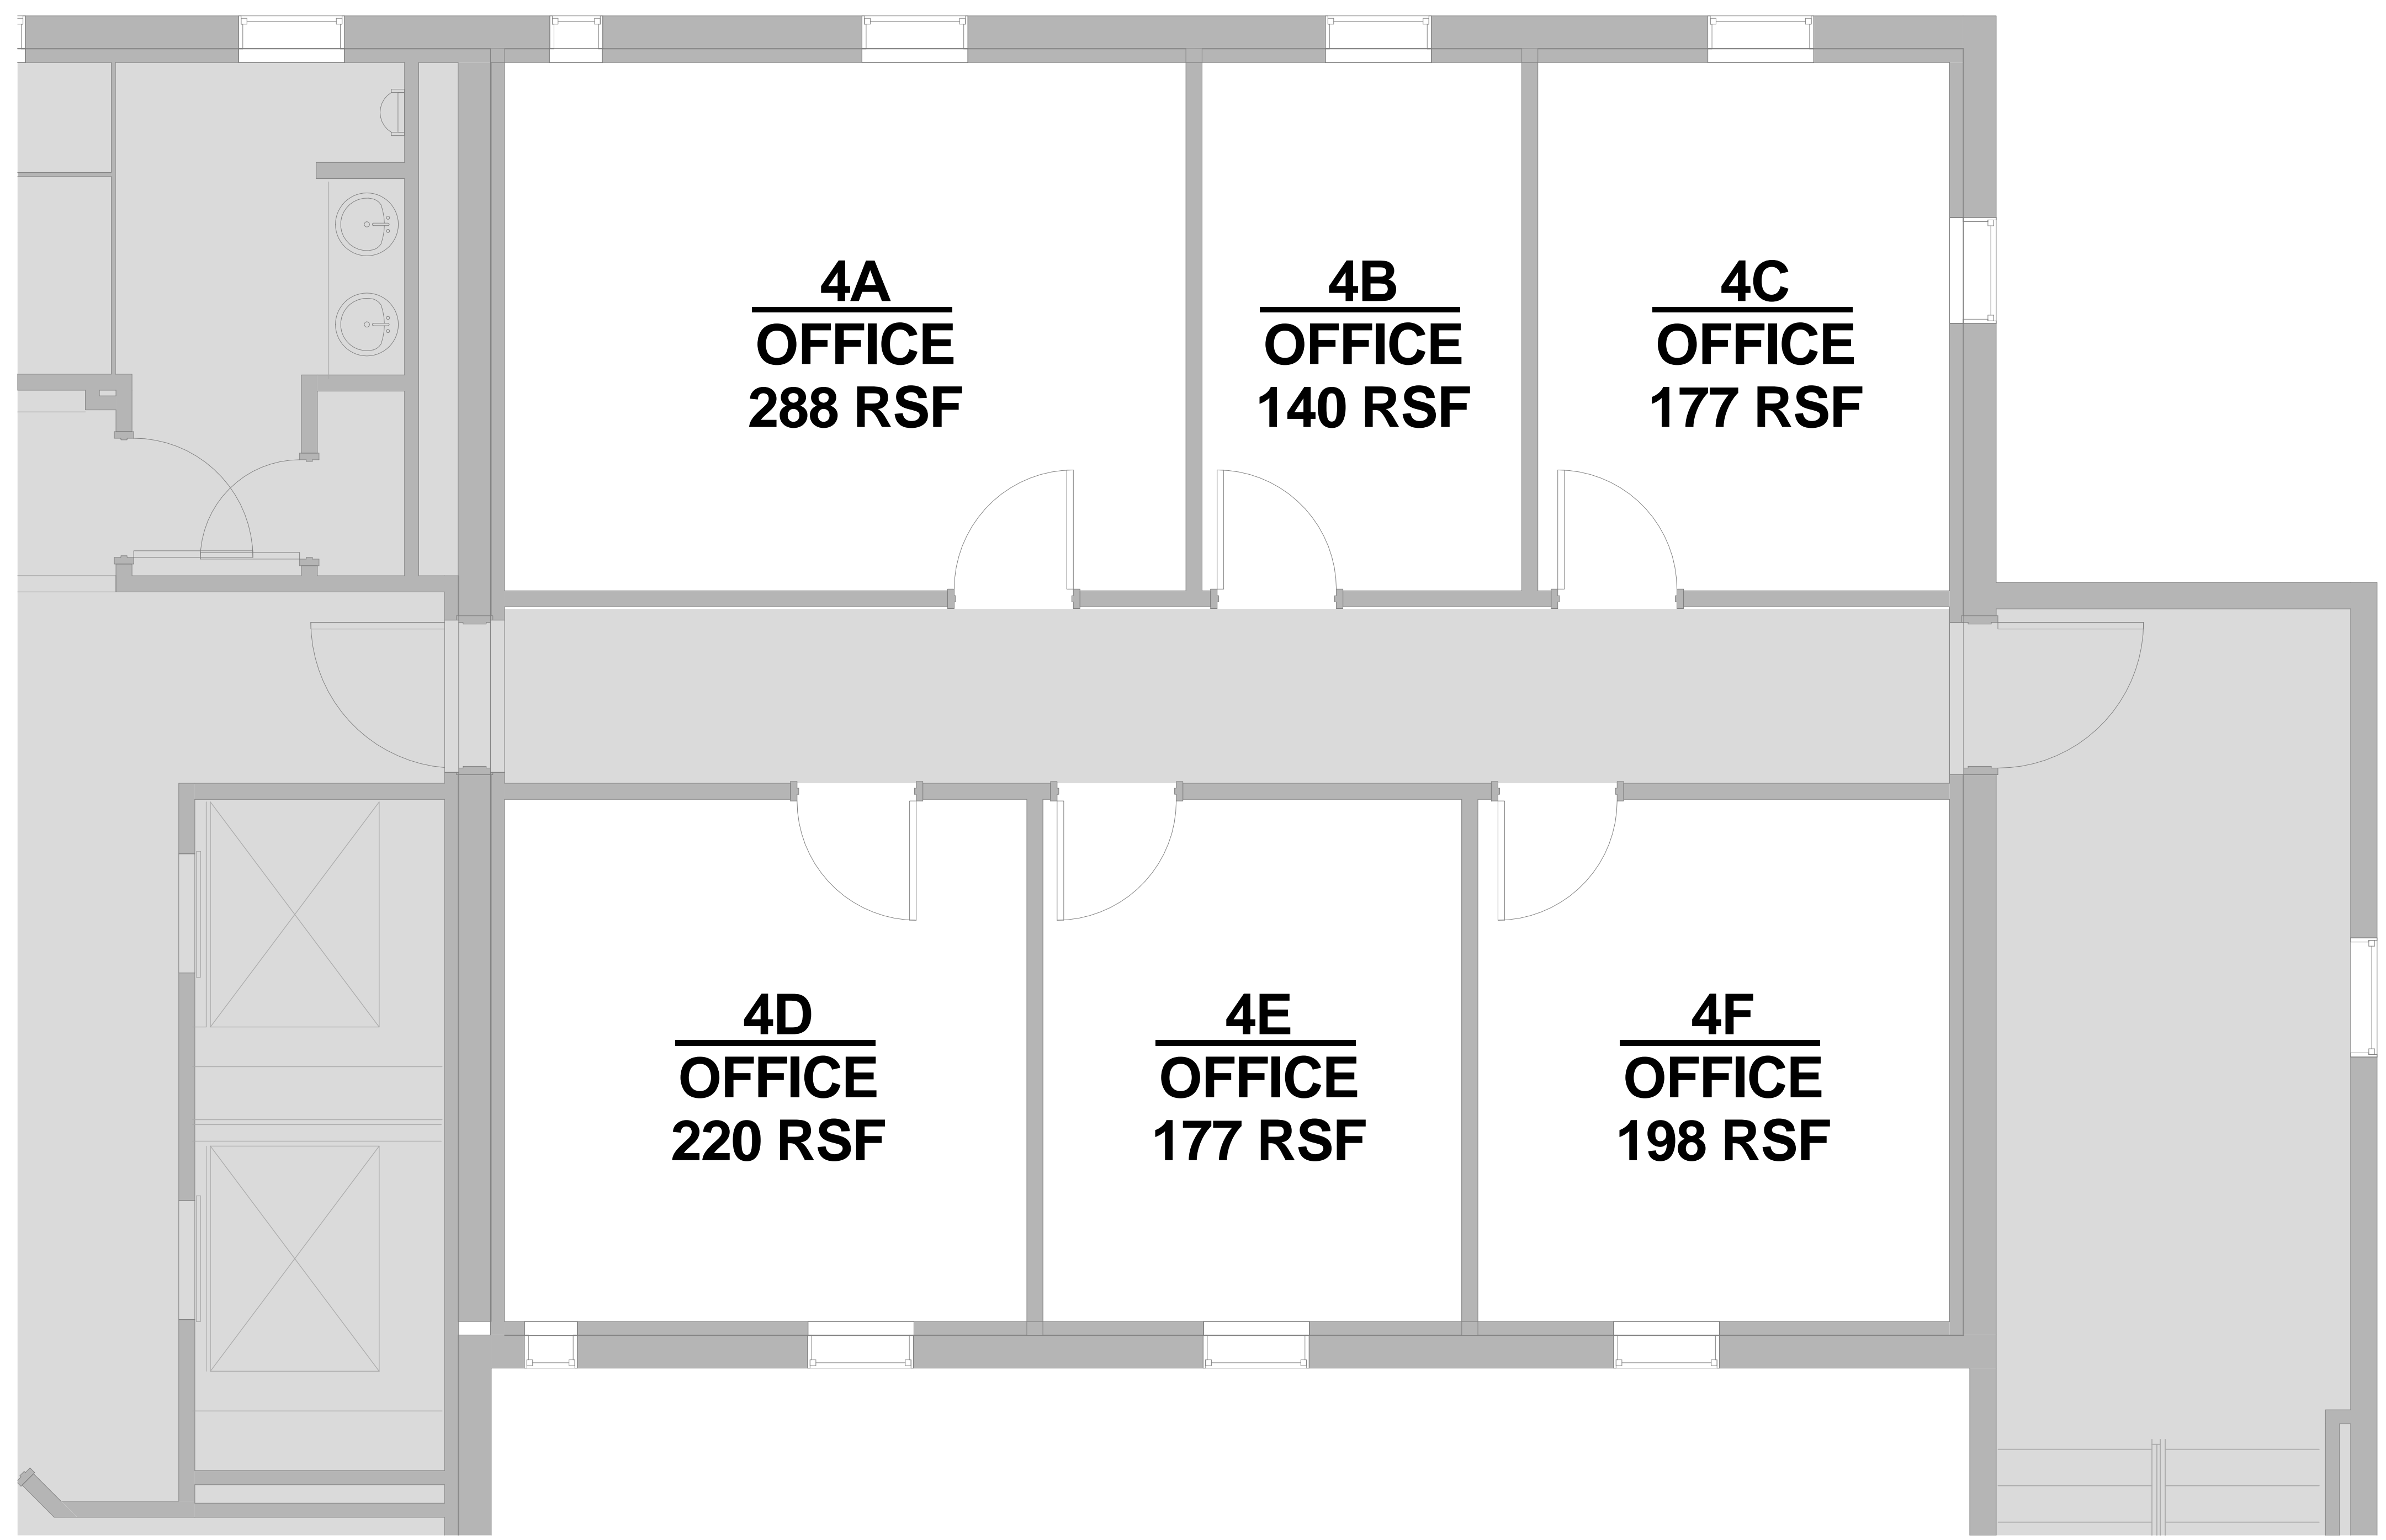 4A
OFFICE
288 RSF
4B
OFFICE
140 RSF
4C
OFFICE
177 RSF
4D
OFFICE
220 RSF
4E
OFFICE
177 RSF
4F
OFFICE
198 RSF